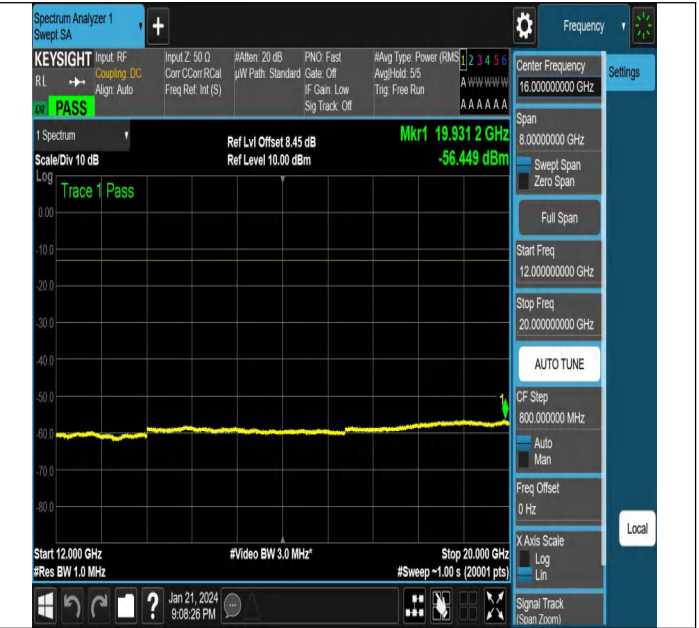 Spectrum Analyzer 1
Swept SA
+
Frequency
KEYSIGHT
RL
LXI PASS
Input: RF
Coupling: DC
Align: Auto
Input Z: 50 Ω
Corr CCorr RCal
Freq Ref: Int (S)
#Atten: 20 dB
µW Path: Standard
PNO: Fast
Gate: Off
IF Gain: Low
Sig Track: Off
#Avg Type: Power (RMS
Avg|Hold: 5/5
Trig: Free Run
1 2 3 4 5 6
A W W W W W
A A A A A A
1 Spectrum
Scale/Div 10 dB
Log
Ref Lvl Offset 8.45 dB
Ref Level 10.00 dBm
Mkr1 19.931 2 GHz
-56.449 dBm
Trace 1 Pass
0.00
-10.0
-20.0
-30.0
-40.0
-50.0
-60.0
-70.0
-80.0
1
Start 12.000 GHz
#Res BW 1.0 MHz
#Video BW 3.0 MHz*
Stop 20.000 GHz
#Sweep ~1.00 s (20001 pts)
Jan 21, 2024
9:08:26 PM
Center Frequency
16.000000000 GHz
Span
8.00000000 GHz
Swept Span
Zero Span
Full Span
Start Freq
12.000000000 GHz
Stop Freq
20.000000000 GHz
AUTO TUNE
CF Step
800.000000 MHz
Auto
Man
Freq Offset
0 Hz
X Axis Scale
Log
Lin
Signal Track
(Span Zoom)
Settings
Local